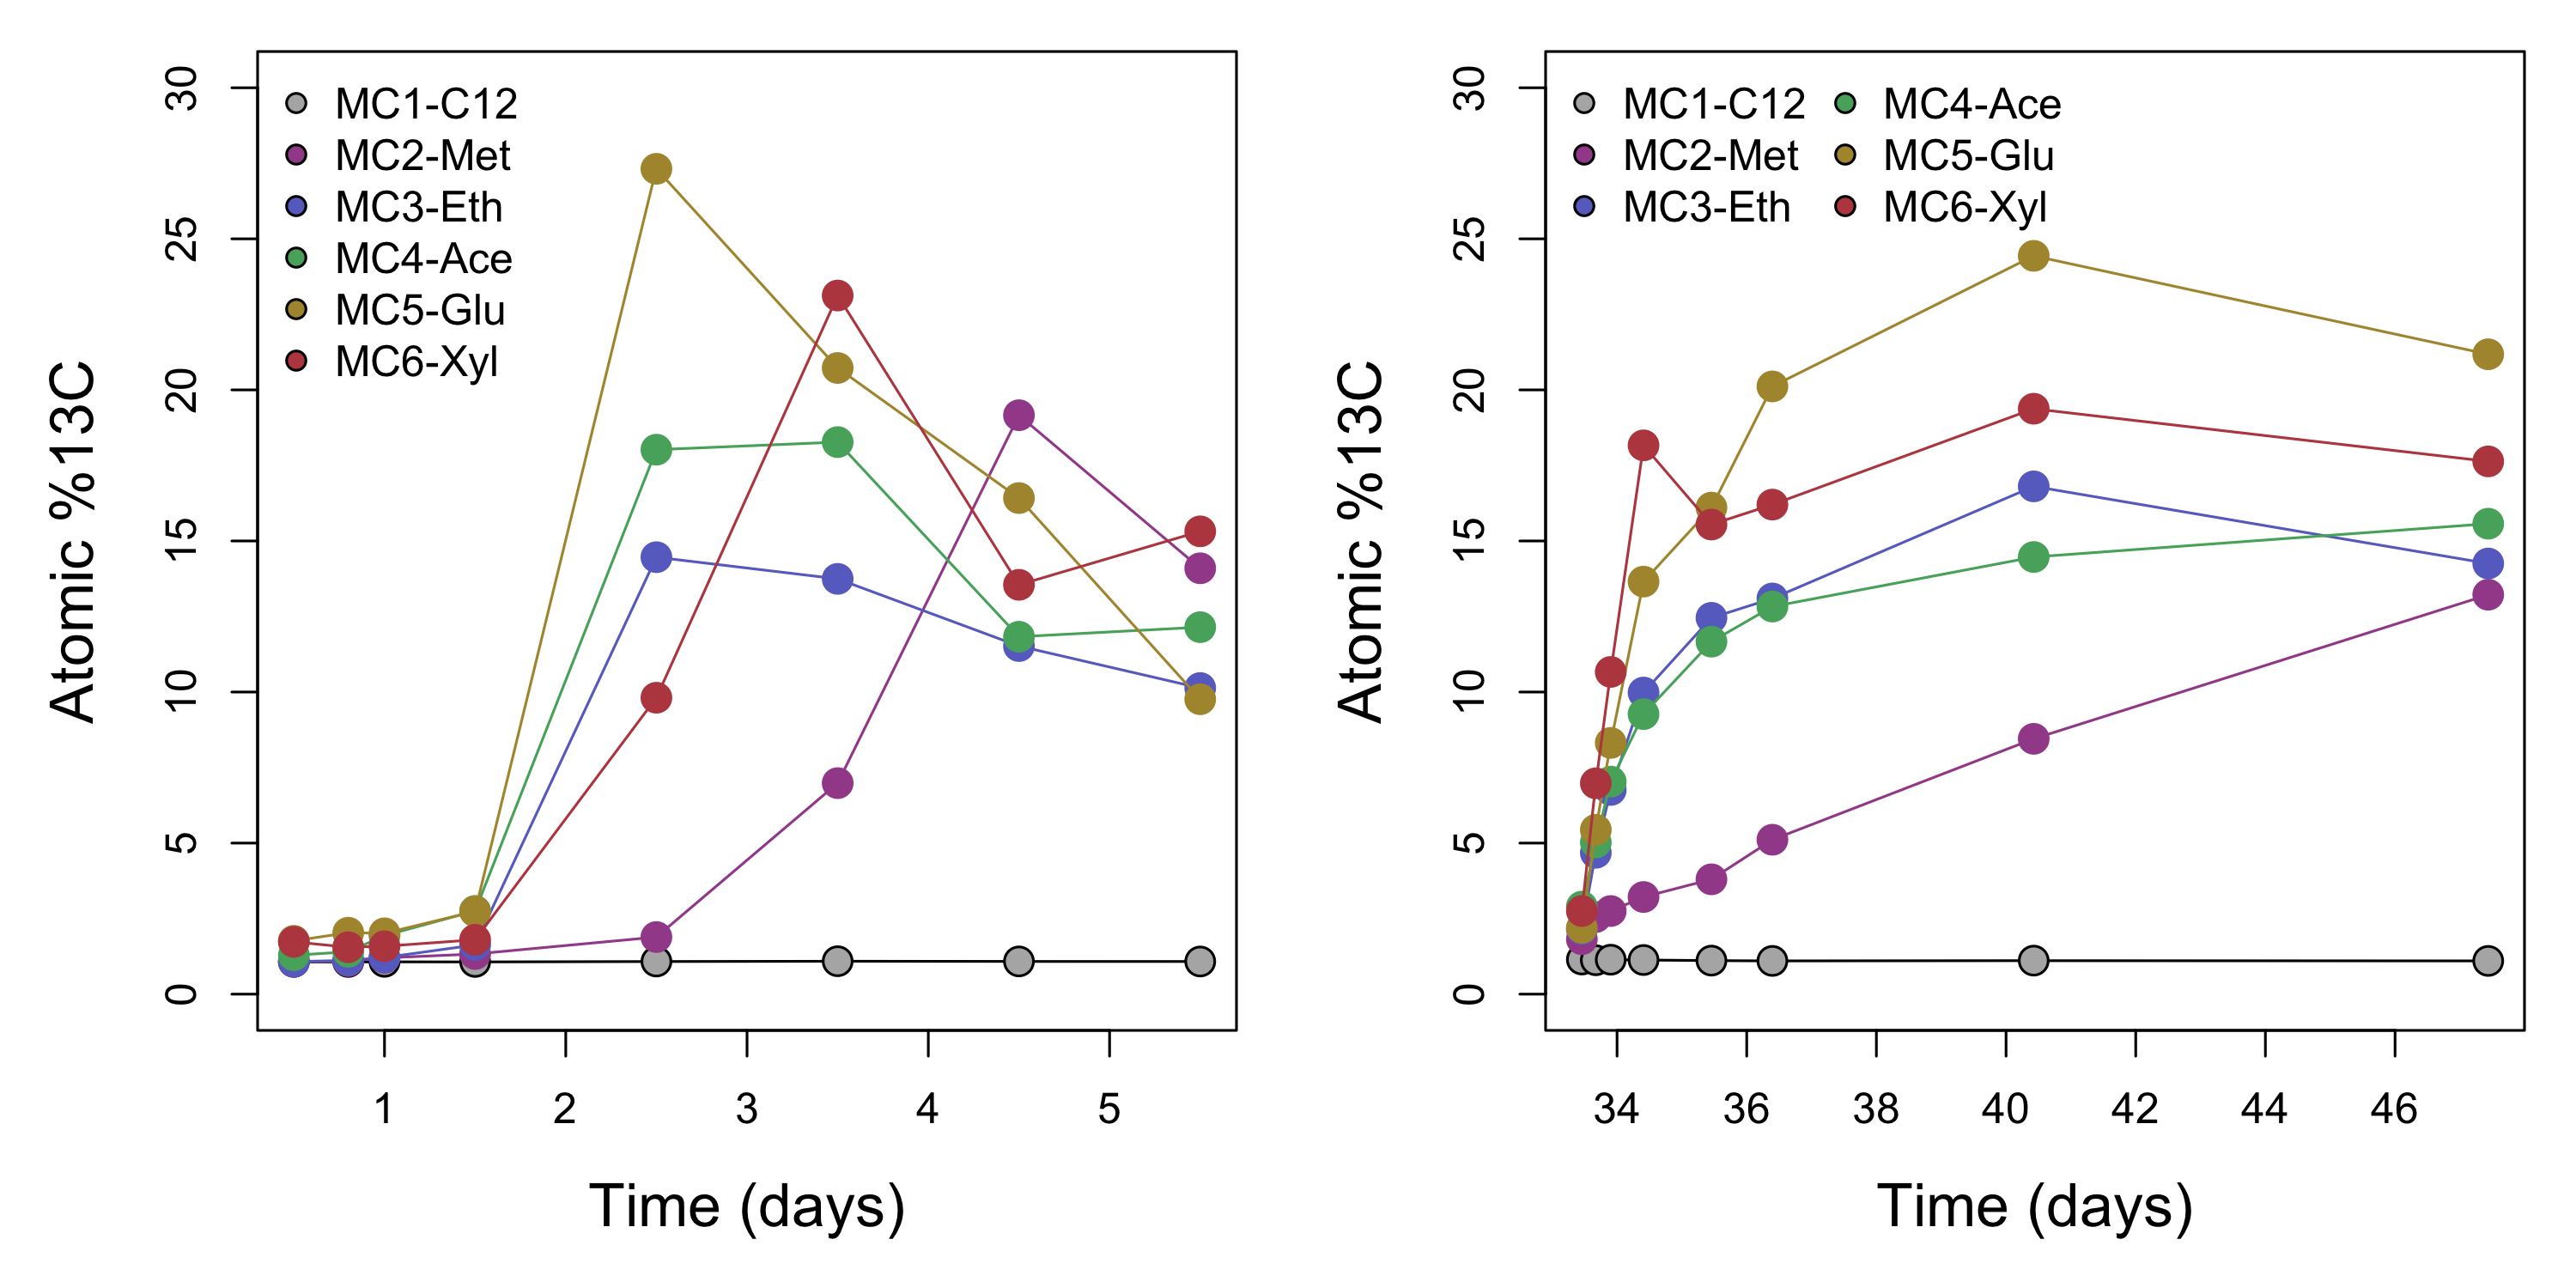 Atomic %13C
30
25
20
15
10
5
0
MC1-C12
MC2-Met
MC3-Eth
MC4-Ace
MC5-Glu
MC6-Xyl
1 2 3 4 5
Time (days)
Atomic %13C
30
25
20
15
10
5
0
MC1-C12 MC4-Ace
MC2-Met MC5-Glu
MC3-Eth MC6-Xyl
34 36 38 40 42 44 46
Time (days)